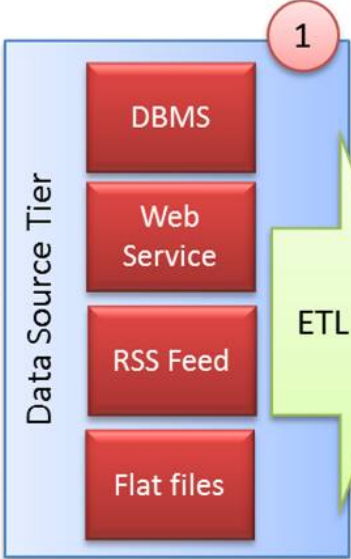 1
Data Source Tier
DBMS
Web
Service
RSS Feed
Flat files
ETL